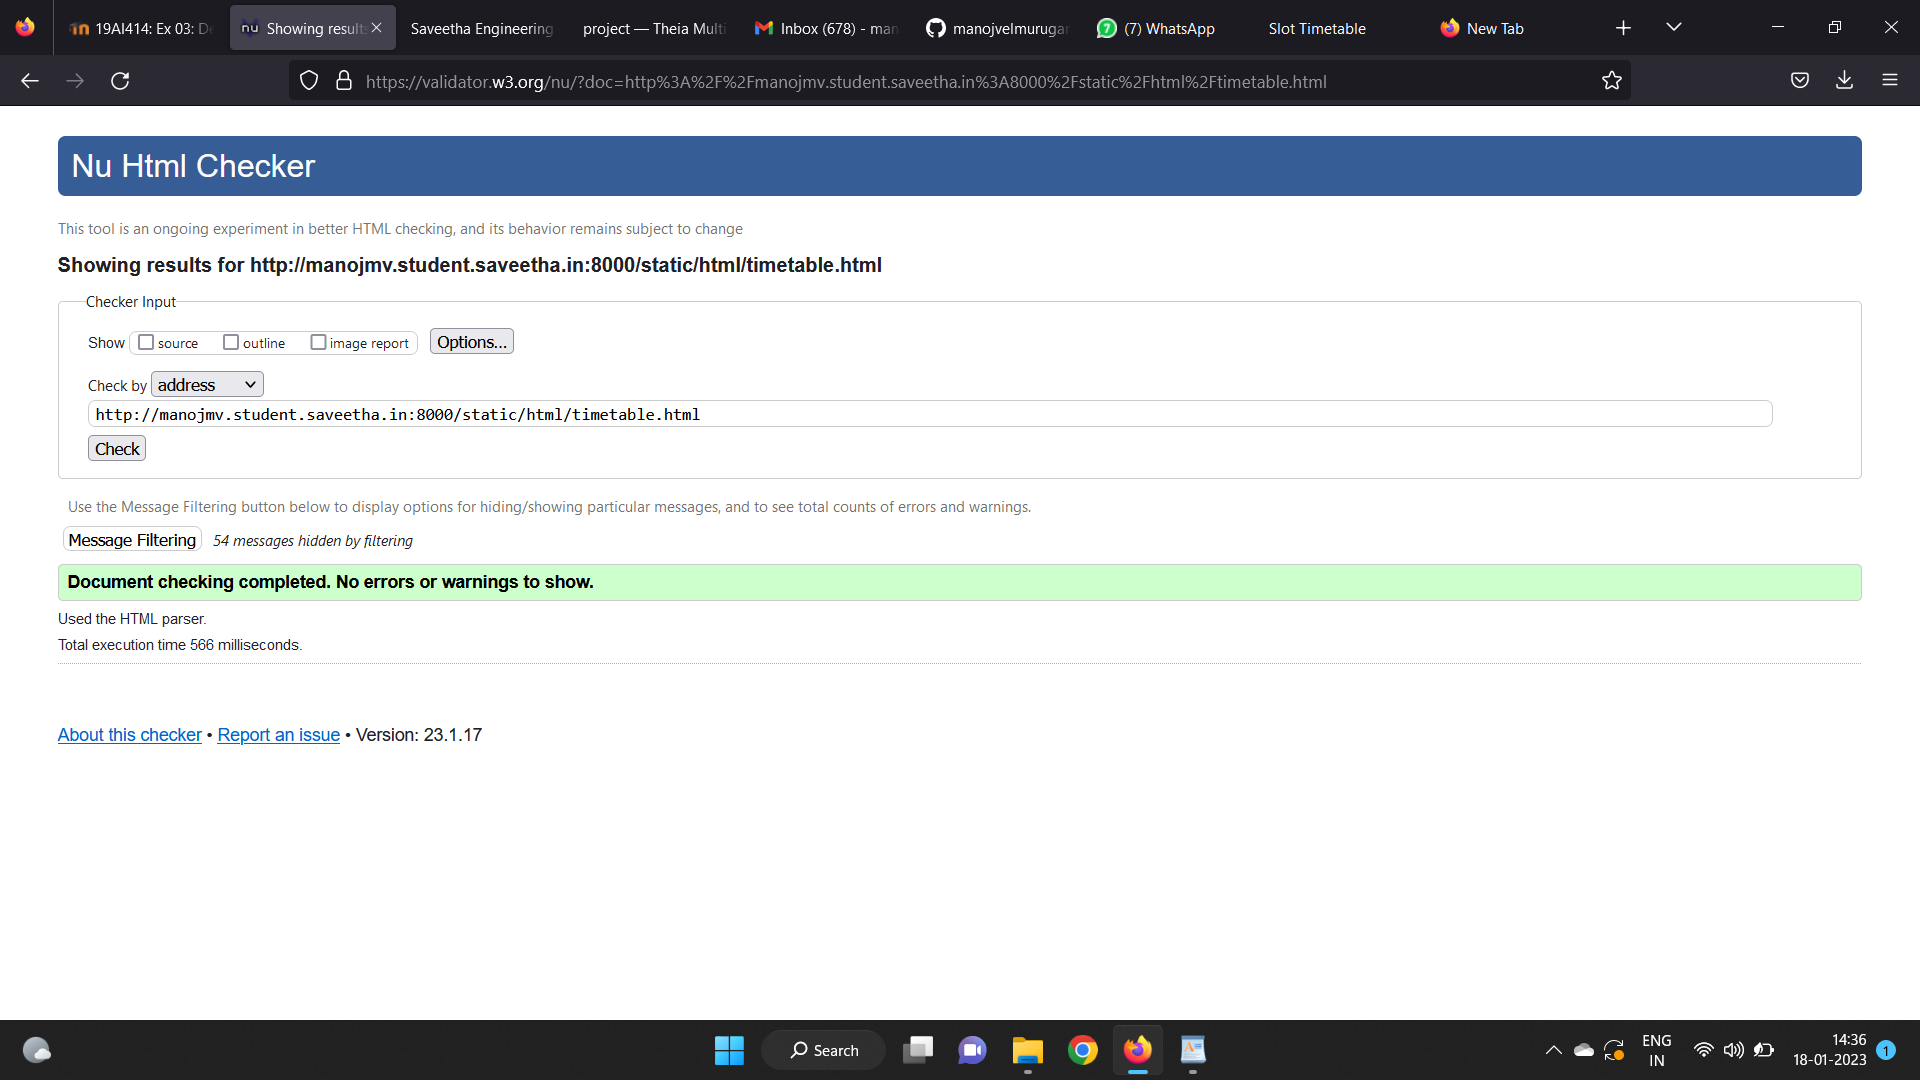 19AI414: Ex 03: De
Showing results
Saveetha Engineering
project — Theia Multi
Inbox (678) - man
manojvelmurugan
(7) WhatsApp
Slot Timetable
New Tab
https://validator.w3.org/nu/?doc=http%3A%2F%2Fmanojmv.student.saveetha.in%3A8000%2Fstatic%2Fhtml%2Ftimetable.html
Nu Html Checker
This tool is an ongoing experiment in better HTML checking, and its behavior remains subject to change
Showing results for http://manojmv.student.saveetha.in:8000/static/html/timetable.html
Checker Input
Show source outline image report Options...
Check by address
http://manojmv.student.saveetha.in:8000/static/html/timetable.html
Check
Use the Message Filtering button below to display options for hiding/showing particular messages, and to see total counts of errors and warnings.
Message Filtering 54 messages hidden by filtering
Document checking completed. No errors or warnings to show.
Used the HTML parser.
Total execution time 566 milliseconds.
About this checker • Report an issue • Version: 23.1.17
Search
ENG
IN
14:36
18-01-2023
1